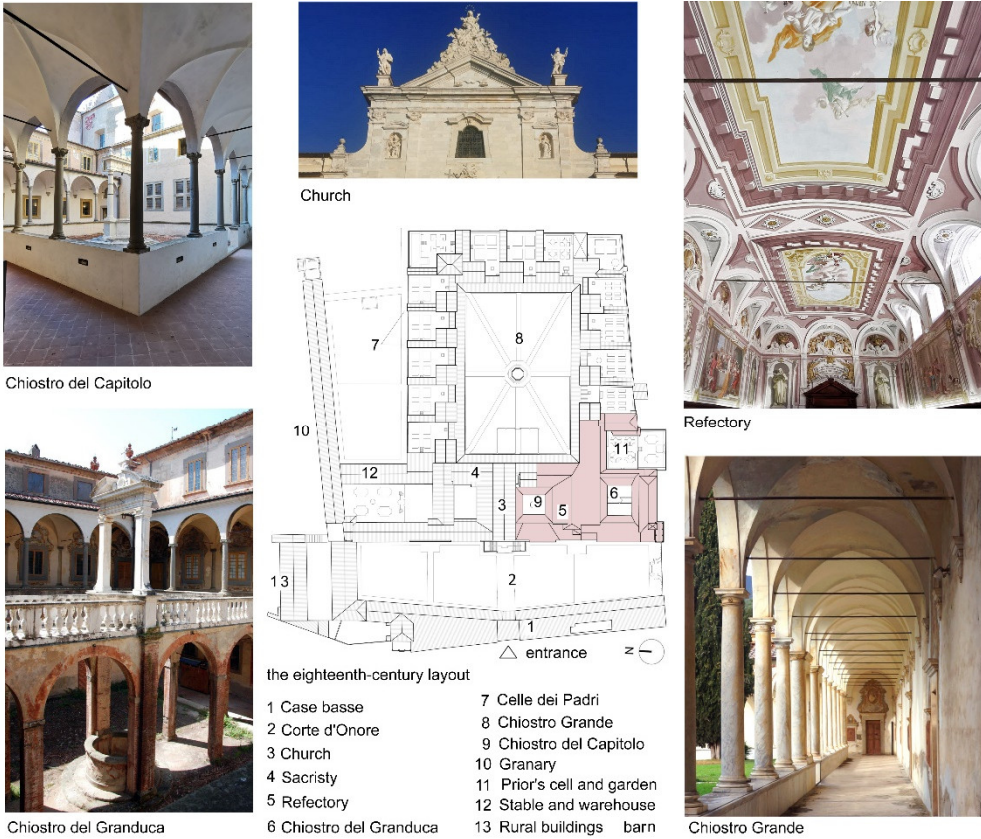 Chiostro del Capitolo
Church
Refectory
Chiostro del Granduca
Chiostro Grande
8
7
10
11
12
4
6
3
9
5
13
2
1
entrance
N
the eighteenth-century layout
1 Case basse
2 Corte d'Onore
3 Church
4 Sacristy
5 Refectory
6 Chiostro del Granduca
7 Celle dei Padri
8 Chiostro Grande
9 Chiostro del Capitolo
10 Granary
11 Prior's cell and garden
12 Stable and warehouse
13 Rural buildings barn